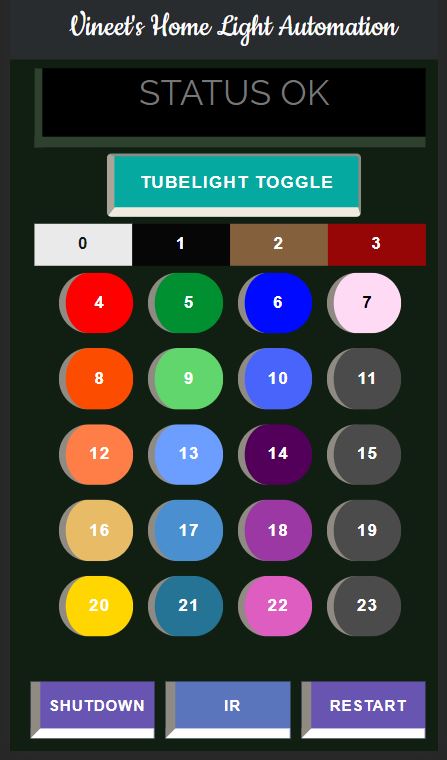 Vineet's Home Light Automation
STATUS OK
TUBELIGHT TOGGLE
0 1 2 3
4 5 6 7
8 9 10 11
12 13 14 15
16 17 18 19
20 21 22 23
SHUTDOWN IR RESTART